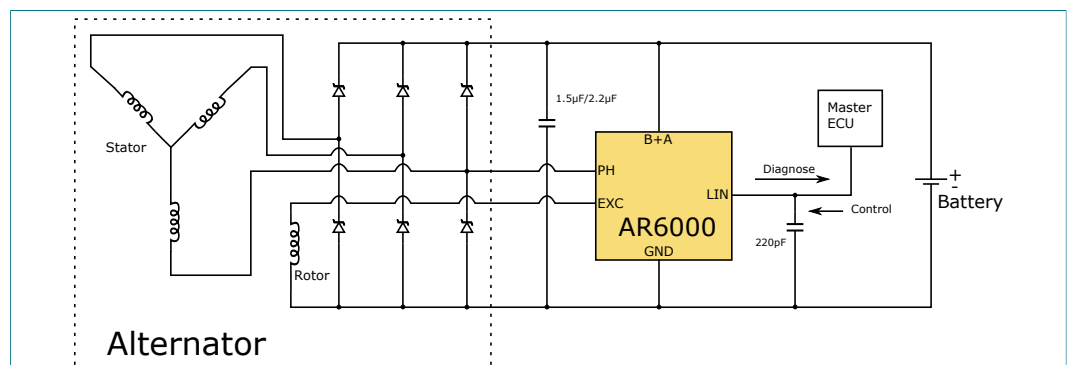 Stator
1.5µF/2.2µF
Master
ECU
B+A
Diagnose
PH
LIN
+
-
Battery
EXC
Control
AR6000
220pF
GND
Rotor
Alternator